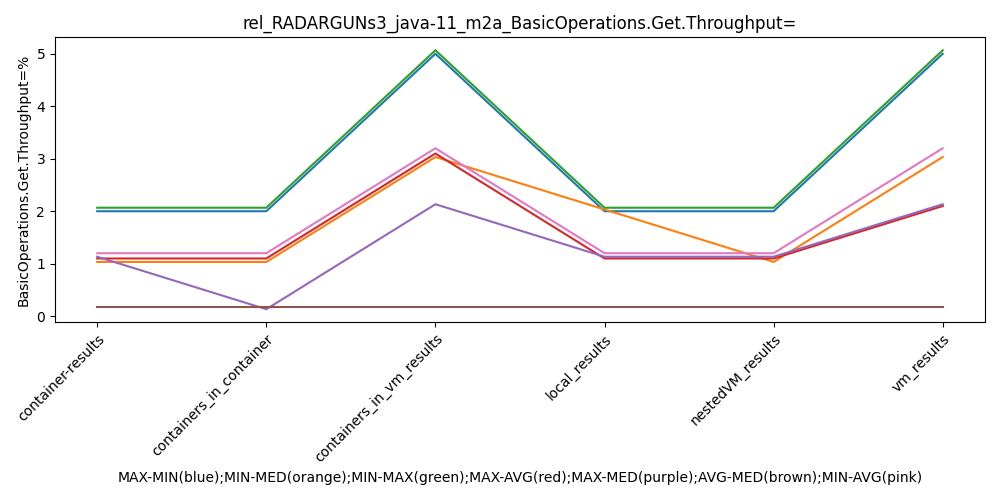 rel_RADARGUNs3_java-11_m2a_BasicOperations.Get.Throughput=
BasicOperations.Get.Throughput=%
5
4
3
2
1
0
container-results
containers_in_container
containers_in_vm_results
local_results
nestedVM_results
vm_results
MAX-MIN(blue);MIN-MED(orange);MIN-MAX(green);MAX-AVG(red);MAX-MED(purple);AVG-MED(brown);MIN-AVG(pink)